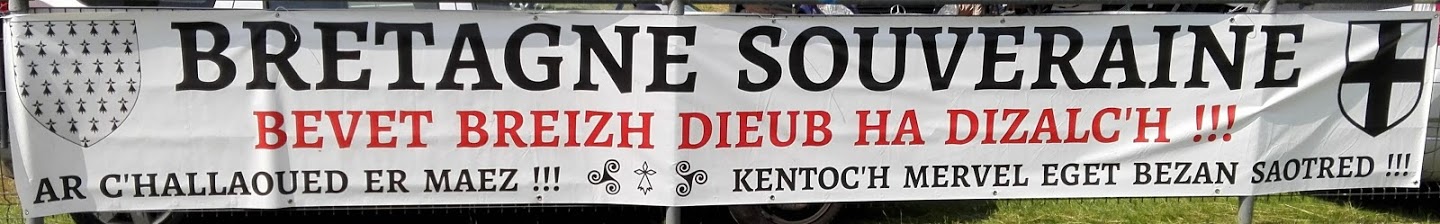 BRETAGNE SOUVERAINE
BEVET BREIZH DIEUB HA DIZALC'H !!!
AR C'HALLAOUED ER MAEZ !!! KENTOC'H MERVEL EGET BEZAN SAOTRED !!!